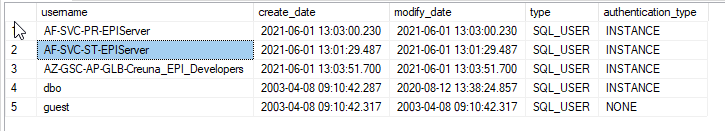 username create_date modify_date type authentication_type
1 AF-SVC-PR-EPIServer 2021-06-01 13:03:00.230 2021-06-01 13:03:00.230 SQL_USER INSTANCE
2 AF-SVC-ST-EPIServer 2021-06-01 13:01:29.487 2021-06-01 13:01:29.487 SQL_USER INSTANCE
3 AZ-GSC-AP-GLB-Creuna_EPI_Developers 2021-06-01 13:03:51.700 2021-06-01 13:03:51.700 SQL_USER INSTANCE
4 dbo 2003-04-08 09:10:42.287 2020-08-12 13:38:24.857 SQL_USER INSTANCE
5 guest 2003-04-08 09:10:42.317 2003-04-08 09:10:42.317 SQL_USER NONE